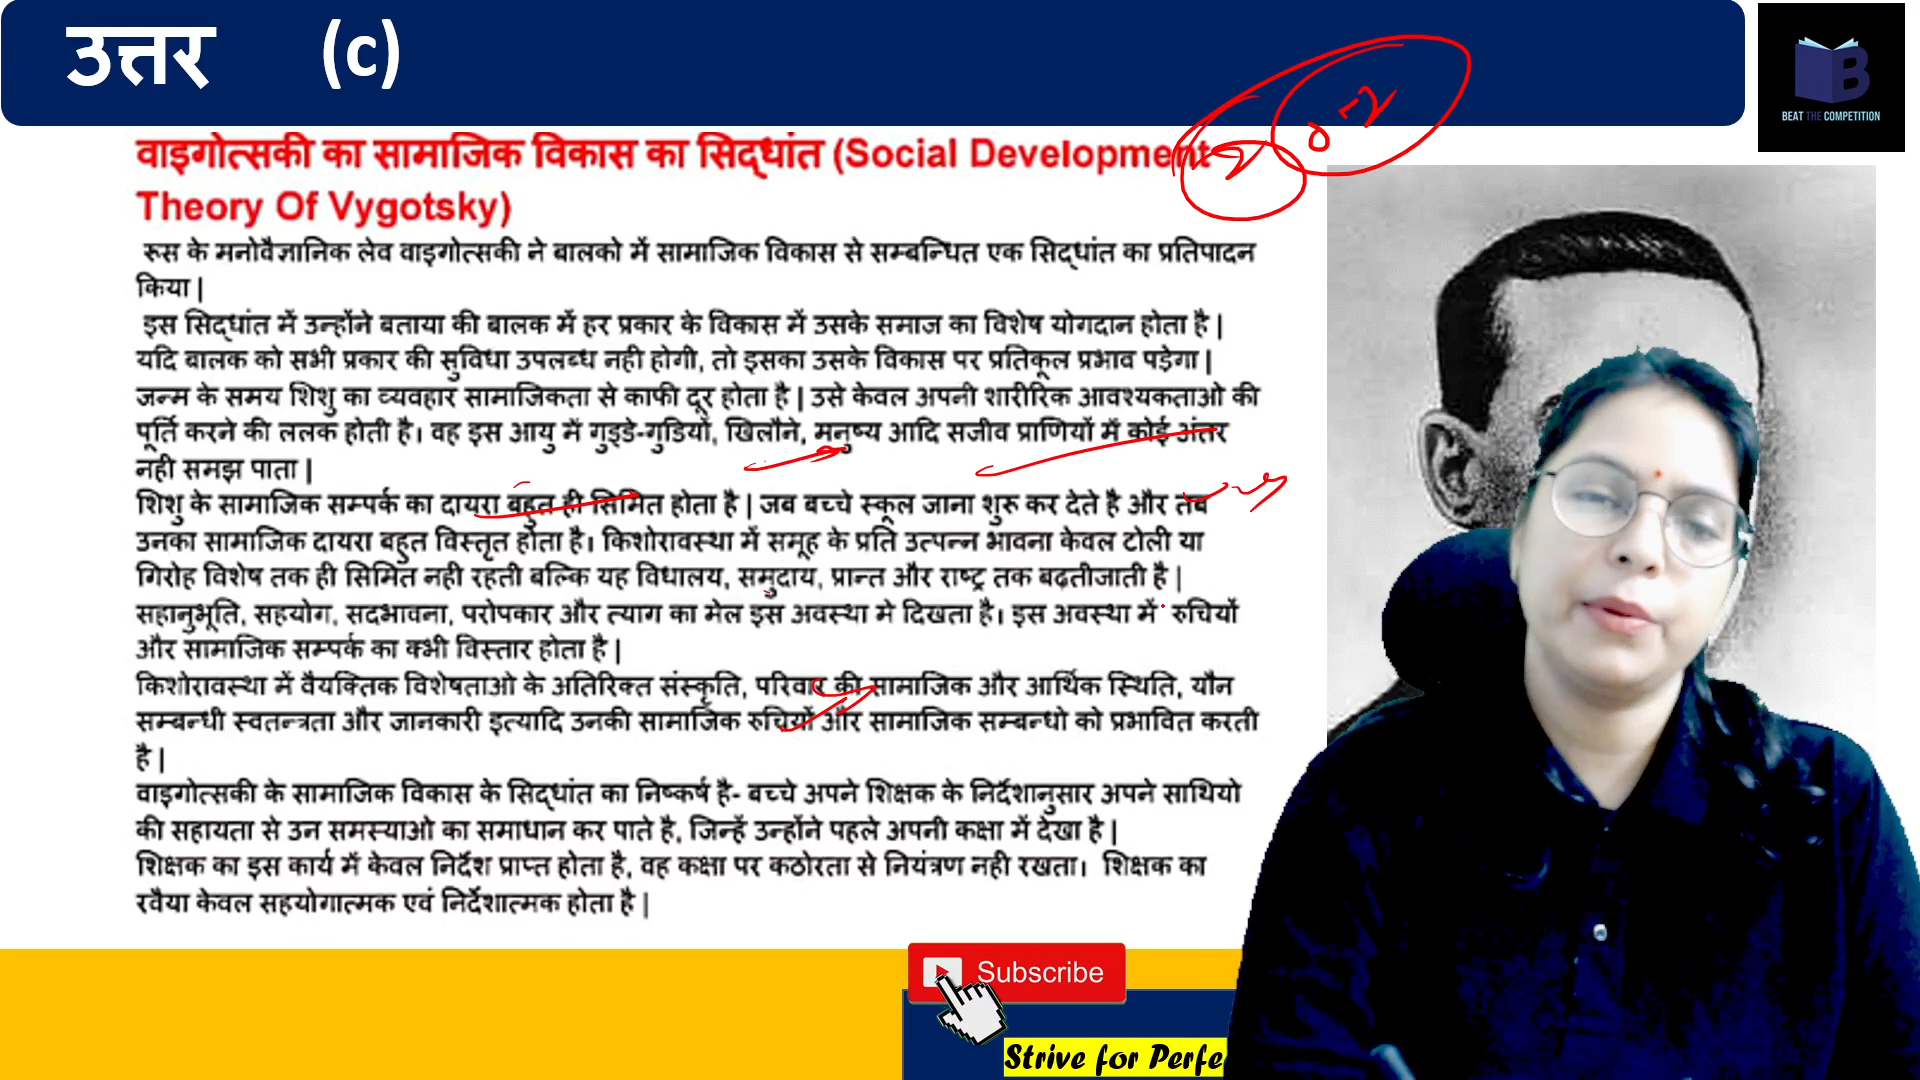 उत्तर (c)
BEAT THE COMPETITION
वाइगोत्सकी का सामाजिक विकास का सिद्धांत (Social Development
Theory Of Vygotsky)
रूस के मनोवैज्ञानिक लेव वाइगोत्सकी ने बालको में सामाजिक विकास से सम्बन्धित एक सिद्धांत का प्रतिपादन
किया |
इस सिद्धांत में उन्होंने बताया की बालक में हर प्रकार के विकास में उसके समाज का विशेष योगदान होता है |
यदि बालक को सभी प्रकार की सुविधा उपलब्ध नही होगी, तो इसका उसके विकास पर प्रतिकूल प्रभाव पड़ेगा |
जन्म के समय शिशु का व्यवहार सामाजिकता से काफी दूर होता है | उसे केवल अपनी शारीरिक आवश्यकताओ की
पूर्ति करने की ललक होती है। वह इस आयु में गुड्डे-गुडियों, खिलौने, मनुष्य आदि सजीव प्राणियों में कोई अंतर
नही समझ पाता |
शिशु के सामाजिक सम्पर्क का दायरा बहुत ही सिमित होता है | जब बच्चे स्कूल जाना शुरू कर देते है और तब
उनका सामाजिक दायरा बहुत विस्तृत होता है। किशोरावस्था में समूह के प्रति उत्पन्न भावना केवल टोली या
गिरोह विशेष तक ही सिमित नही रहती बल्कि यह विधालय, समुदाय, प्रान्त और राष्ट्र तक बढ़तीजाती है |
सहानुभूति, सहयोग, सदभावना, परोपकार और त्याग का मेल इस अवस्था मे दिखता है। इस अवस्था में रुचियों
और सामाजिक सम्पर्क का क्भी विस्तार होता है |
किशोरावस्था में वैयक्तिक विशेषताओ के अतिरिक्त संस्कृति, परिवार की सामाजिक और आर्थिक स्थिति, यौन
सम्बन्धी स्वतन्त्रता और जानकारी इत्यादि उनकी सामाजिक रुचियों और सामाजिक सम्बन्धो को प्रभावित करती
है |
वाइगोत्सकी के सामाजिक विकास के सिद्धांत का निष्कर्ष है- बच्चे अपने शिक्षक के निर्देशानुसार अपने साथियो
की सहायता से उन समस्याओ का समाधान कर पाते है, जिन्हें उन्होंने पहले अपनी कक्षा में देखा है |
शिक्षक का इस कार्य में केवल निर्देश प्राप्त होता है, वह कक्षा पर कठोरता से नियंत्रण नही रखता। शिक्षक का
रवैया केवल सहयोगात्मक एवं निर्देशात्मक होता है |
Subscribe
Strive for Perfe